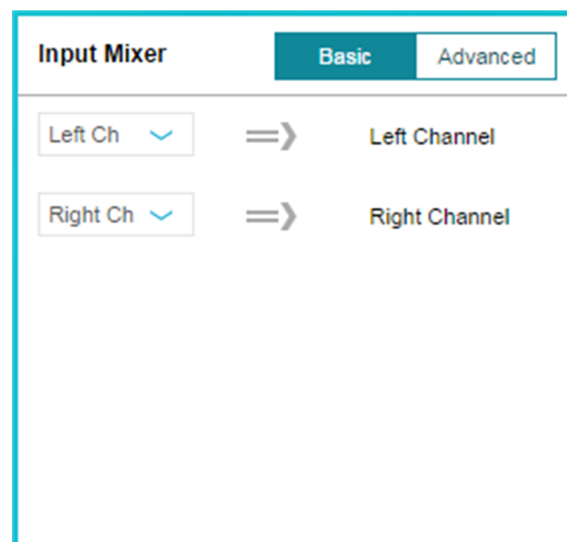 Input Mixer Basic Advanced
Left Ch Left Channel
Right Ch Right Channel